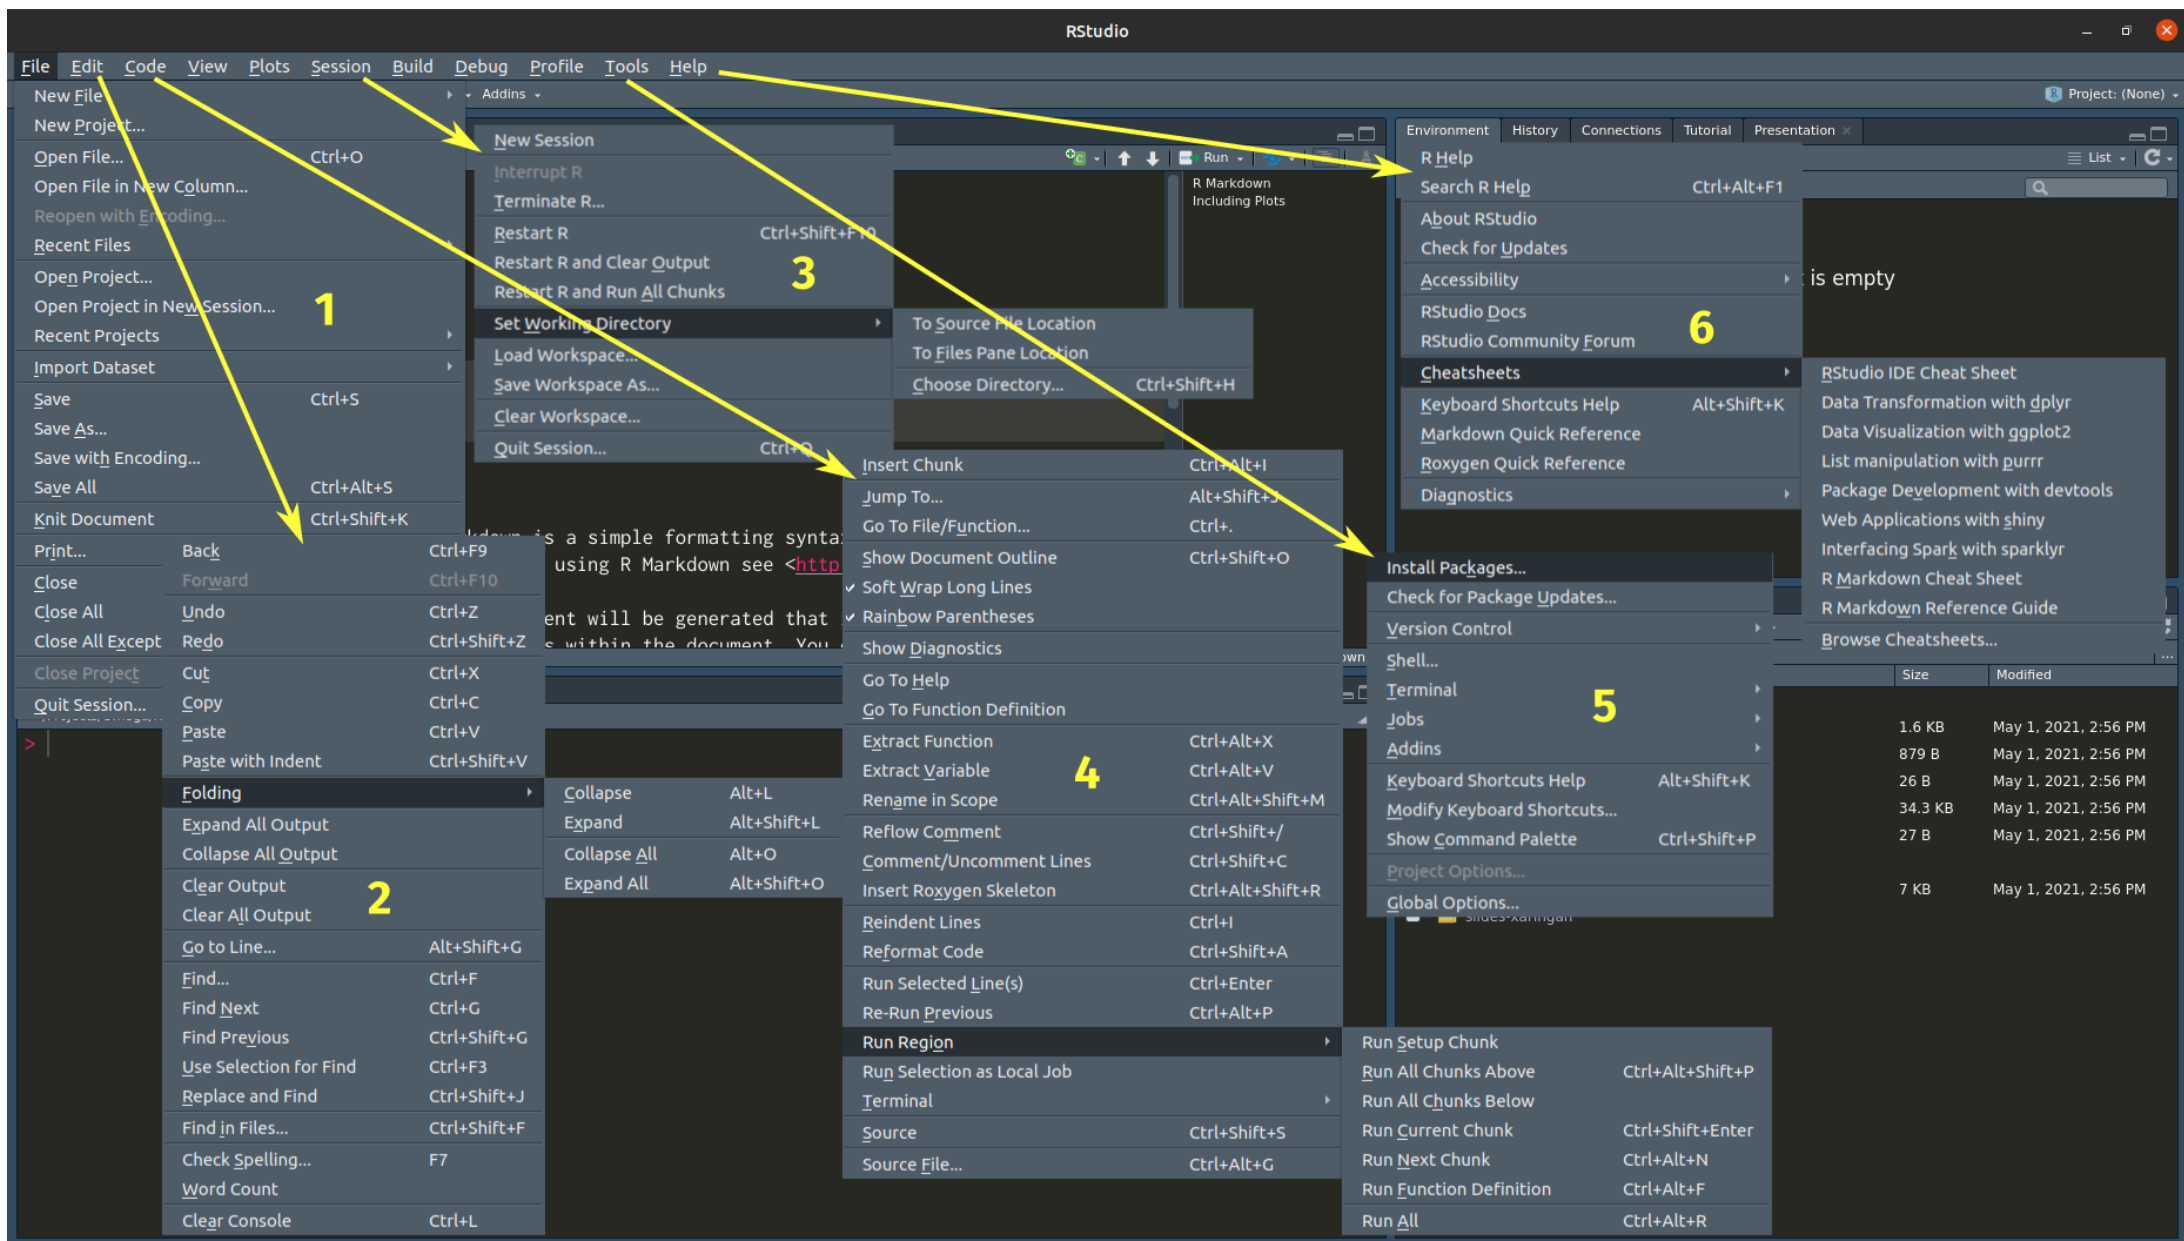 RStudio
File Edit Code View Plots Session Build Debug Profile Tools Help
Addins
Project: (None)
New File
New Project...
Open File... Ctrl+O
Open File in New Column...
Reopen with Encoding...
Recent Files
Open Project...
Open Project in New Session...
Recent Projects
Import Dataset
Save Ctrl+S
Save As...
Save with Encoding...
Save All Ctrl+Alt+S
Knit Document Ctrl+Shift+K
Print...
Close
Close All
Close All Except
Close Project
Quit Session...
1
Back Ctrl+F9
Forward Ctrl+F10
Undo Ctrl+Z
Redo Ctrl+Shift+Z
Cut Ctrl+X
Copy Ctrl+C
Paste Ctrl+V
Paste with Indent Ctrl+Shift+V
Folding
Expand All Output
Collapse All Output
Clear Output
Clear All Output
Go to Line... Alt+Shift+G
Find... Ctrl+F
Find Next Ctrl+G
Find Previous Ctrl+Shift+G
Use Selection for Find Ctrl+F3
Replace and Find Ctrl+Shift+J
Find in Files... Ctrl+Shift+F
Check Spelling... F7
Word Count
Clear Console Ctrl+L
2
Collapse Alt+L
Expand Alt+Shift+L
Collapse All Alt+O
Expand All Alt+Shift+O
New Session
Interrupt R
Terminate R...
Restart R Ctrl+Shift+F10
Restart R and Clear Output
Restart R and Run All Chunks
Set Working Directory
Load Workspace...
Save Workspace As...
Clear Workspace...
Quit Session... Ctrl+Q
3
To Source File Location
To Files Pane Location
Choose Directory... Ctrl+Shift+H
Run
R Markdown
Including Plots
is a simple formatting
using R Markdown see <http
ent will be generated that
s within the document. You
>
Insert Chunk Ctrl+Alt+I
Jump To... Alt+Shift+J
Go To File/Function... Ctrl+.
Show Document Outline Ctrl+Shift+O
Soft Wrap Long Lines
Rainbow Parentheses
Show Diagnostics
Go To Help
Go To Function Definition
Extract Function Ctrl+Alt+X
Extract Variable Ctrl+Alt+V
Rename in Scope Ctrl+Alt+Shift+M
Reflow Comment Ctrl+Shift+/
Comment/Uncomment Lines Ctrl+Shift+C
Insert Roxygen Skeleton Ctrl+Alt+Shift+R
Reindent Lines Ctrl+I
Reformat Code Ctrl+Shift+A
Run Selected Line(s) Ctrl+Enter
Re-Run Previous Ctrl+Alt+P
Run Region
Run Selection as Local Job
Terminal
Source Ctrl+Shift+S
Source File... Ctrl+Alt+G
4
Run Setup Chunk
Run All Chunks Above Ctrl+Alt+Shift+P
Run All Chunks Below
Run Current Chunk Ctrl+Shift+Enter
Run Next Chunk Ctrl+Alt+N
Run Function Definition Ctrl+Alt+F
Run All Ctrl+Alt+R
Install Packages...
Check for Package Updates...
Version Control
Shell...
Terminal
Jobs
Addins
Keyboard Shortcuts Help Alt+Shift+K
Modify Keyboard Shortcuts...
Show Command Palette Ctrl+Shift+P
Project Options...
Global Options...
5
slides-xaringan
Environment History Connections Tutorial Presentation
List
R Help
Search R Help Ctrl+Alt+F1
About RStudio
Check for Updates
Accessibility
RStudio Docs
RStudio Community Forum
Cheatsheets
Keyboard Shortcuts Help Alt+Shift+K
Markdown Quick Reference
Roxygen Quick Reference
Diagnostics
6
is empty
RStudio IDE Cheat Sheet
Data Transformation with dplyr
Data Visualization with ggplot2
List manipulation with purrr
Package Development with devtools
Web Applications with shiny
Interfacing Spark with sparklyr
R Markdown Cheat Sheet
R Markdown Reference Guide
Browse Cheatsheets...
Size Modified
1.6 KB May 1, 2021, 2:56 PM
879 B May 1, 2021, 2:56 PM
26 B May 1, 2021, 2:56 PM
34.3 KB May 1, 2021, 2:56 PM
27 B May 1, 2021, 2:56 PM
7 KB May 1, 2021, 2:56 PM